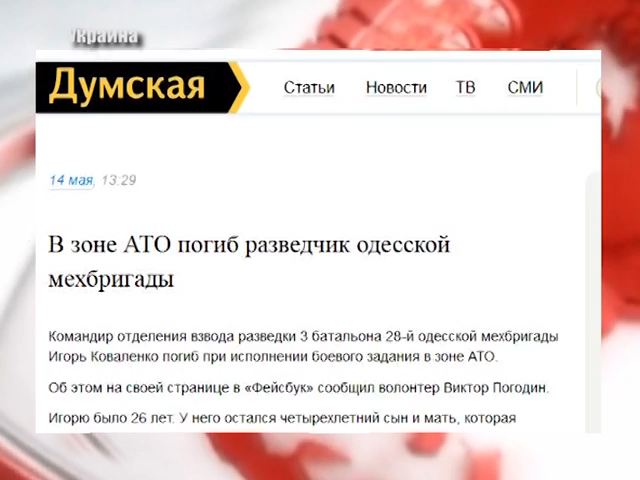 Украина
Думская
Статьи Новости ТВ СМИ
14 мая, 13:29
В зоне АТО погиб разведчик одесской
мехбригады
Командир отделения взвода разведки 3 батальона 28-й одесской мехбригады
Игорь Коваленко погиб при исполнении боевого задания в зоне АТО.
Об этом на своей странице в «Фейсбук» сообщил волонтер Виктор Погодин.
Игорю было 26 лет. У него остался четырехлетний сын и мать, которая